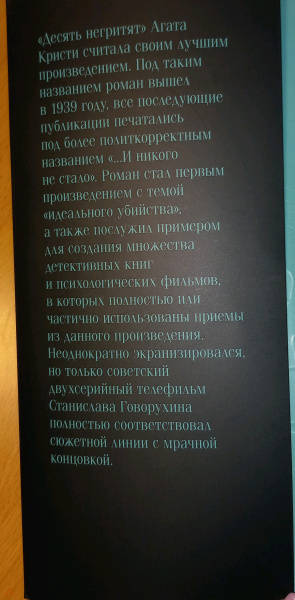 «Десять негритят» Агата
Кристи считала своим лучшим
произведением. Под таким
названием роман вышел
в 1939 году, все последующие
публикации печатались
под более политкорректным
названием «...И никого
не стало». Роман стал первым
произведением с темой
«идеального убийства»,
а также послужил примером
для создания множества
детективных книг
и психологических фильмов,
в которых полностью или
частично использованы приемы
из данного произведения.
Неоднократно экранизировался,
но только советский
двухсерийный телефильм
Станислава Говорухина
полностью соответствовал
сюжетной линии с мрачной
концовкой.